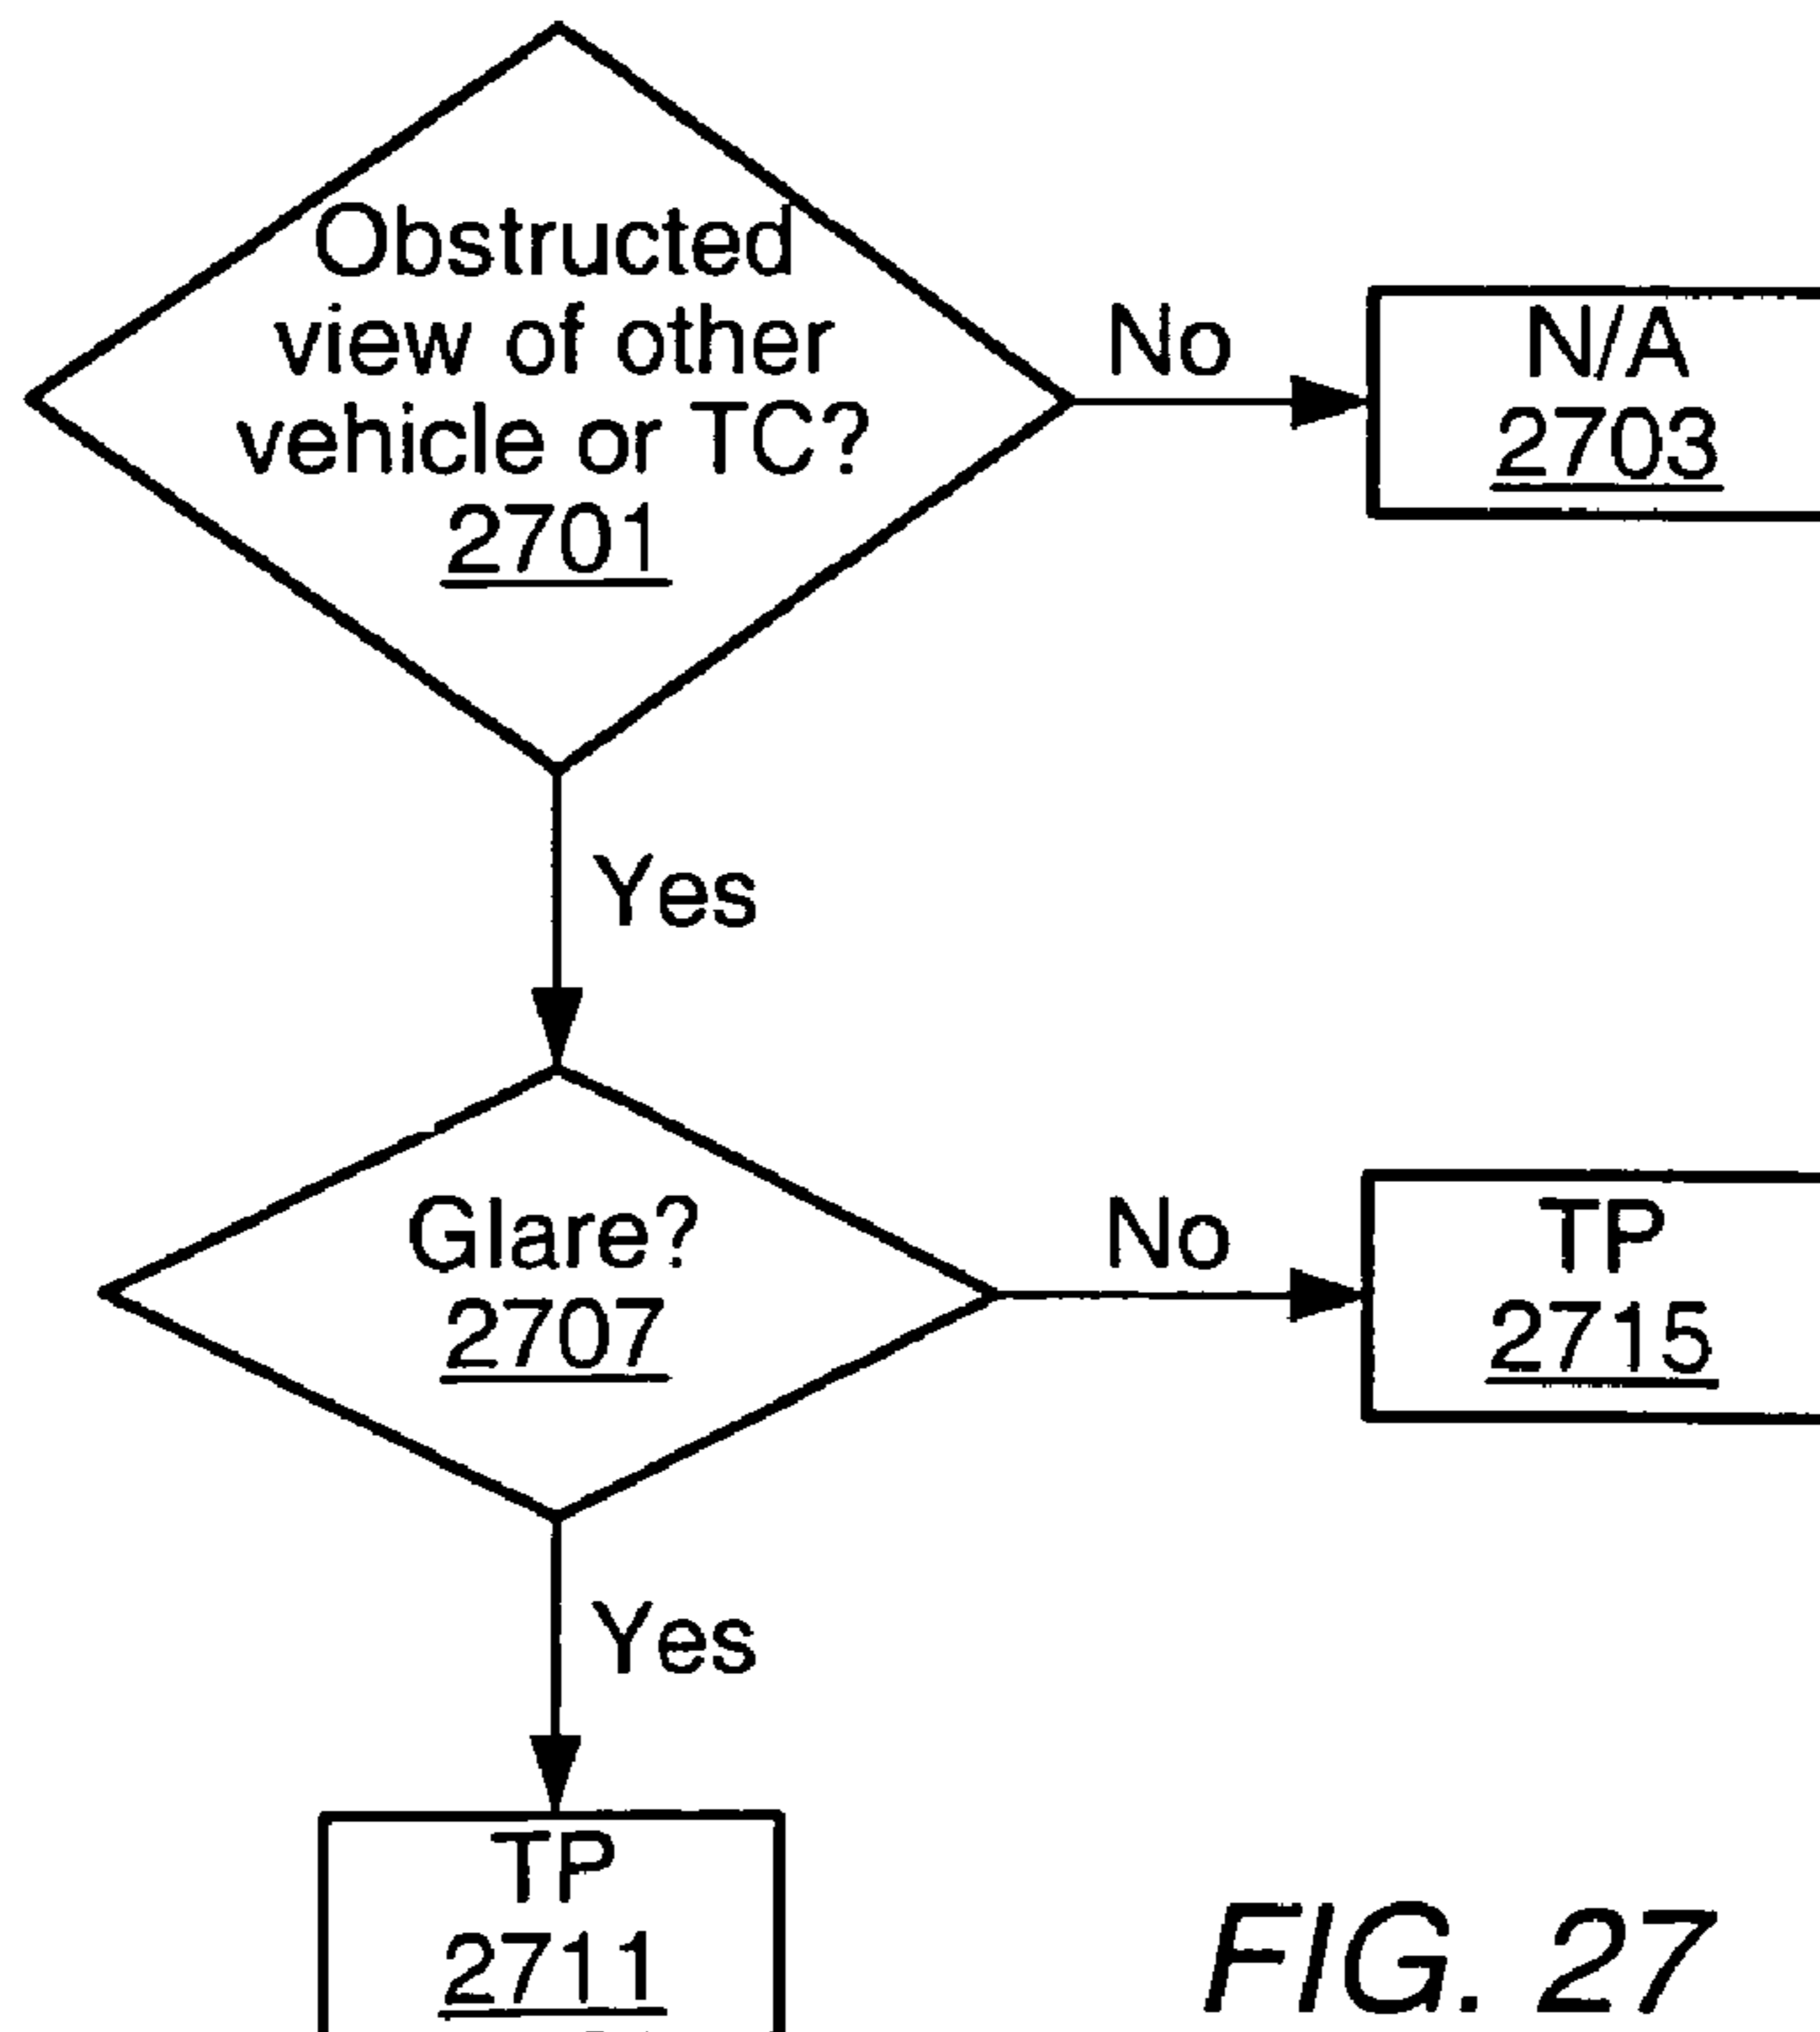 Obstructed
view of other
vehicle or TC?
2701
No
N/A
2703
Yes
Glare?
2707
No
TP
2715
Yes
TP
2711
FIG. 27